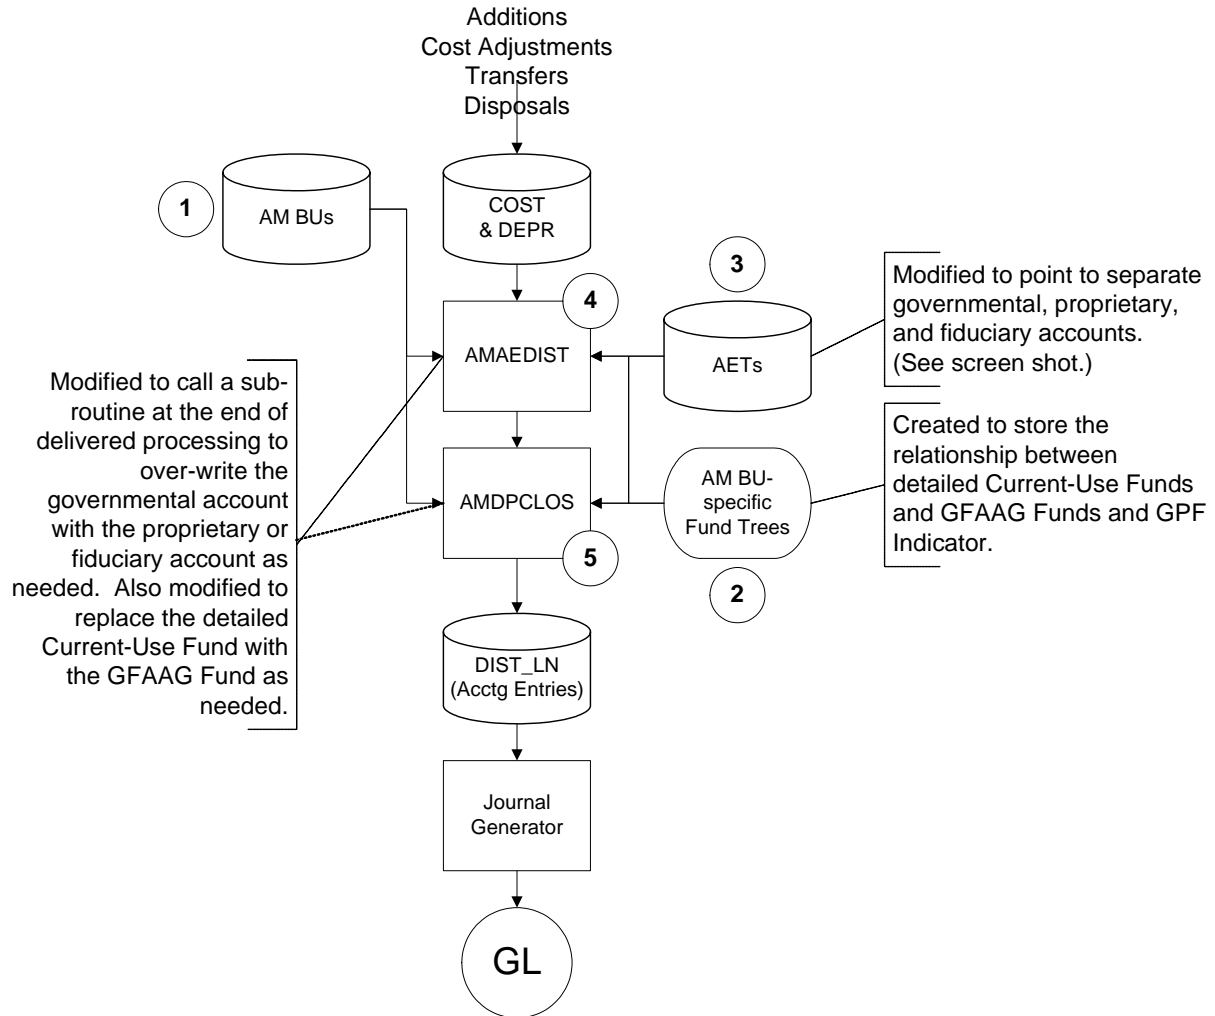 Additions
Cost Adjustments
Transfers
Disposals
1
AM BUs
COST
& DEPR
3
4
AMAEDIST
AETs
Modified to point to separate
governmental, proprietary,
and fiduciary accounts.
(See screen shot.)
Modified to call a sub-
routine at the end of
delivered processing to
over-write the
governmental account
with the proprietary or
fiduciary account as
needed.  Also modified to
replace the detailed
Current-Use Fund with
the GFAAG Fund as
needed.
AMDPCLOS
5
AM BU-
specific
Fund Trees
2
Created to store the
relationship between
detailed Current-Use Funds
and GFAAG Funds and GPF
Indicator.
DIST_LN
(Acctg Entries)
Journal
Generator
GL